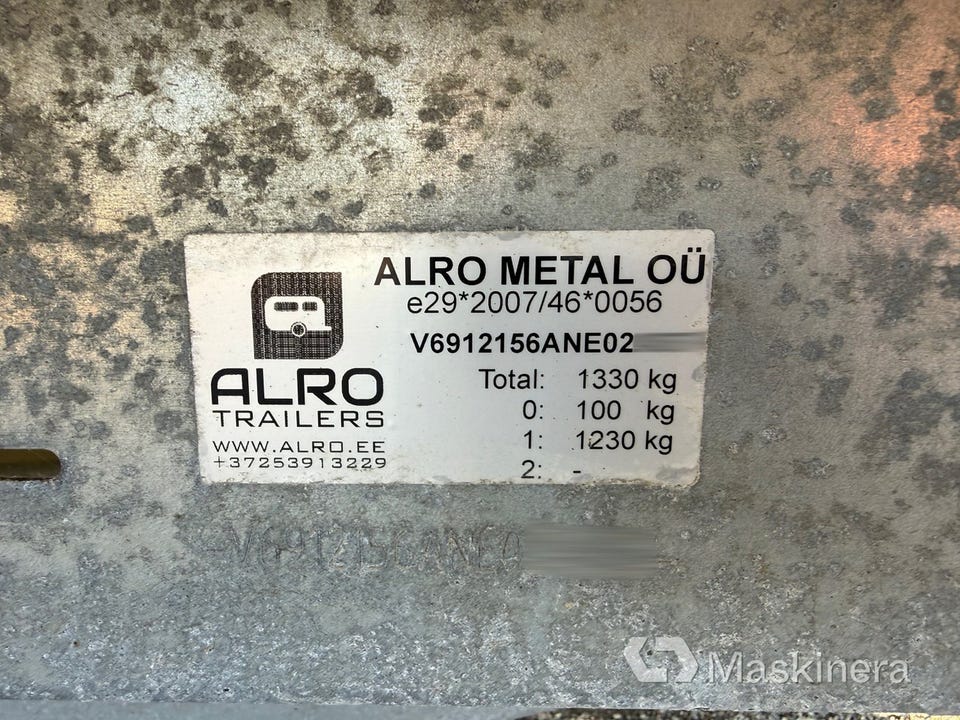 ALRO METAL OÜ
e29*2007/46*0056
V6912156ANE02
Total: 1330 kg
0: 100 kg
1: 1230 kg
2: -
ALRO
TRAILERS
WWW.ALRO.EE
+37253913229
V6912156ANE0
Maskinera